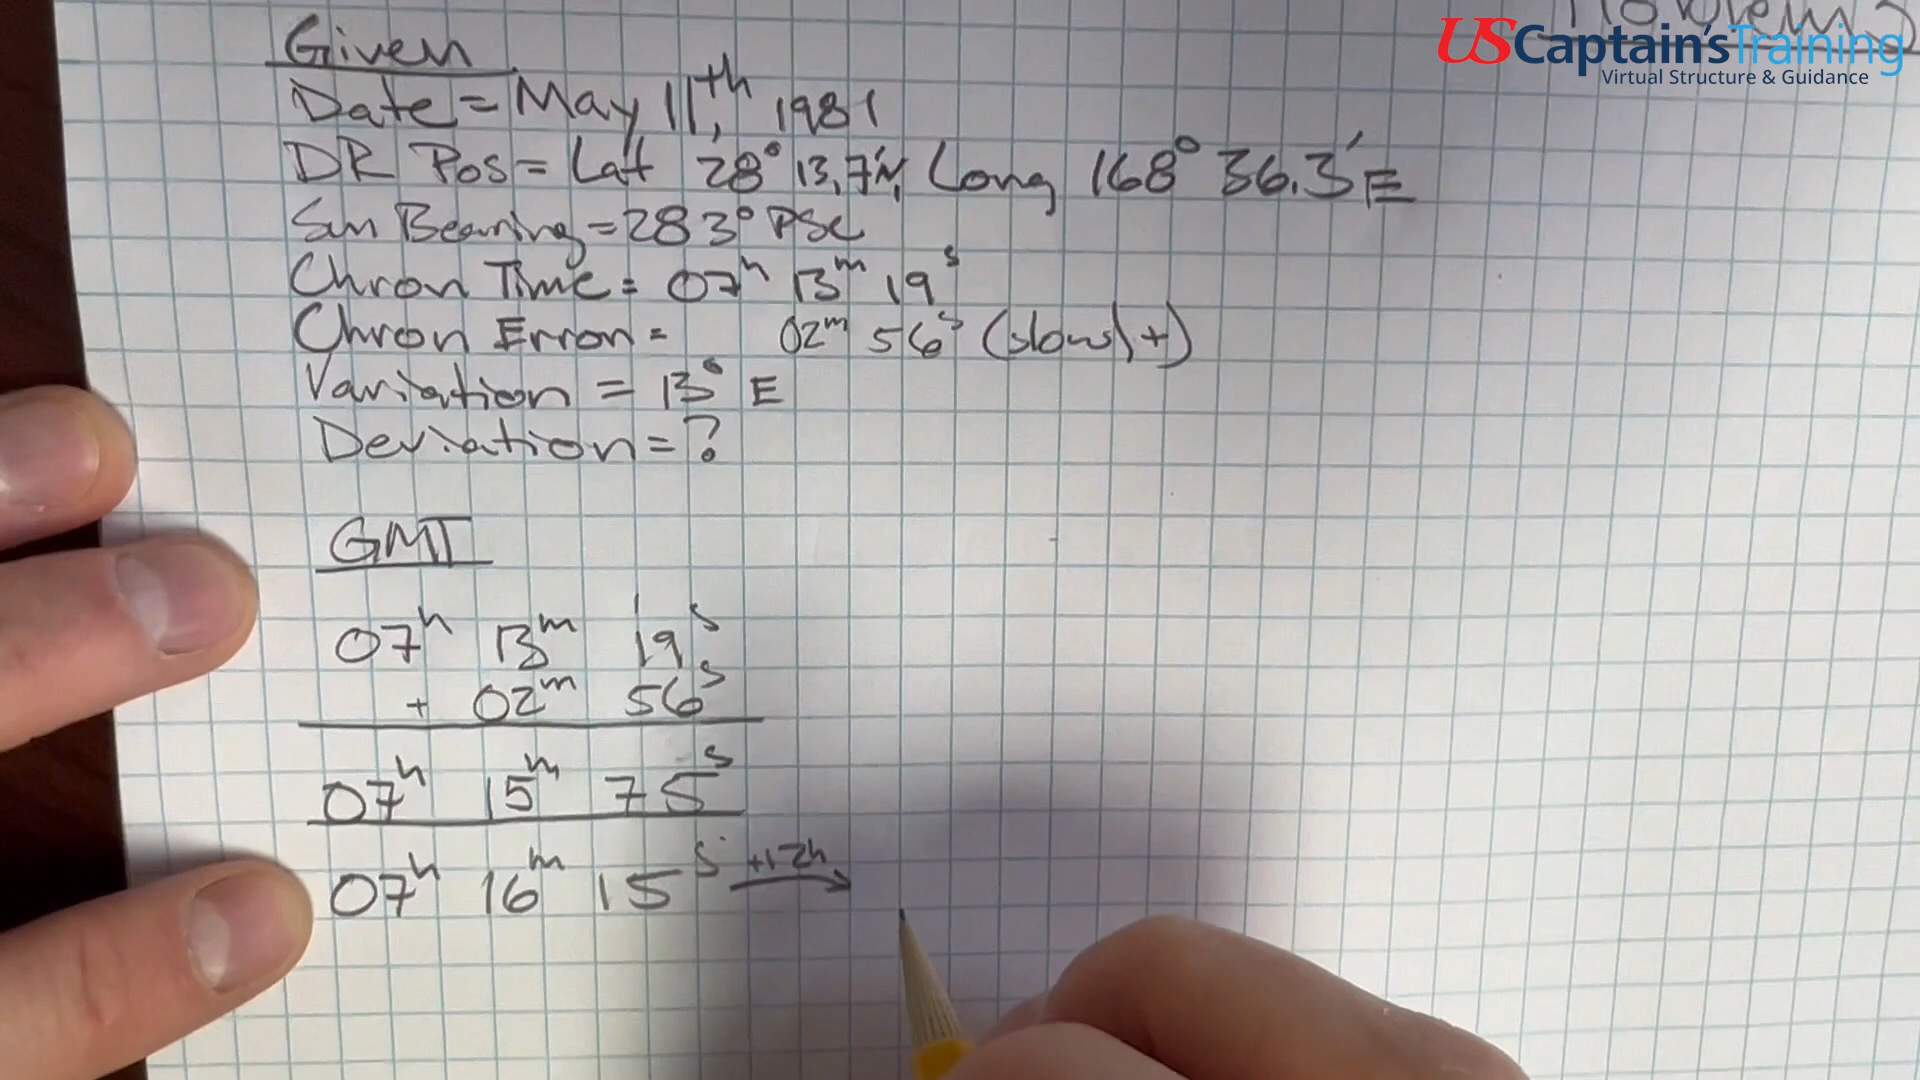 Given
Problem
USCaptain'sTraining
Virtual Structure & Guidance
Date = May 11th, 1981
DR Pos = Lat 28° 13.7'N, Long 168° 36.3' E
Sun Bearing = 283° PSC
Chron Time = 07h 13m 19s
Chron Error = 02m 56s (slow\+)
Variation = 13° E
Deviation = ?
GMT
1
07h 13m 19s
+ 02m 56s
07h 15m 75s
07h 16m 15s +12h →